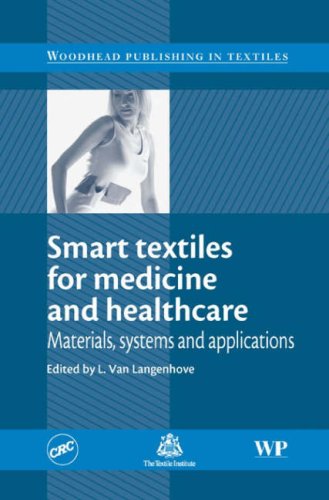 WOODHEAD PUBLISHING IN TEXTILES
Smart textiles
for medicine
and healthcare
Materials, systems and applications
Edited by L. Van Langenhove
CRC
The Textile Institute
WP